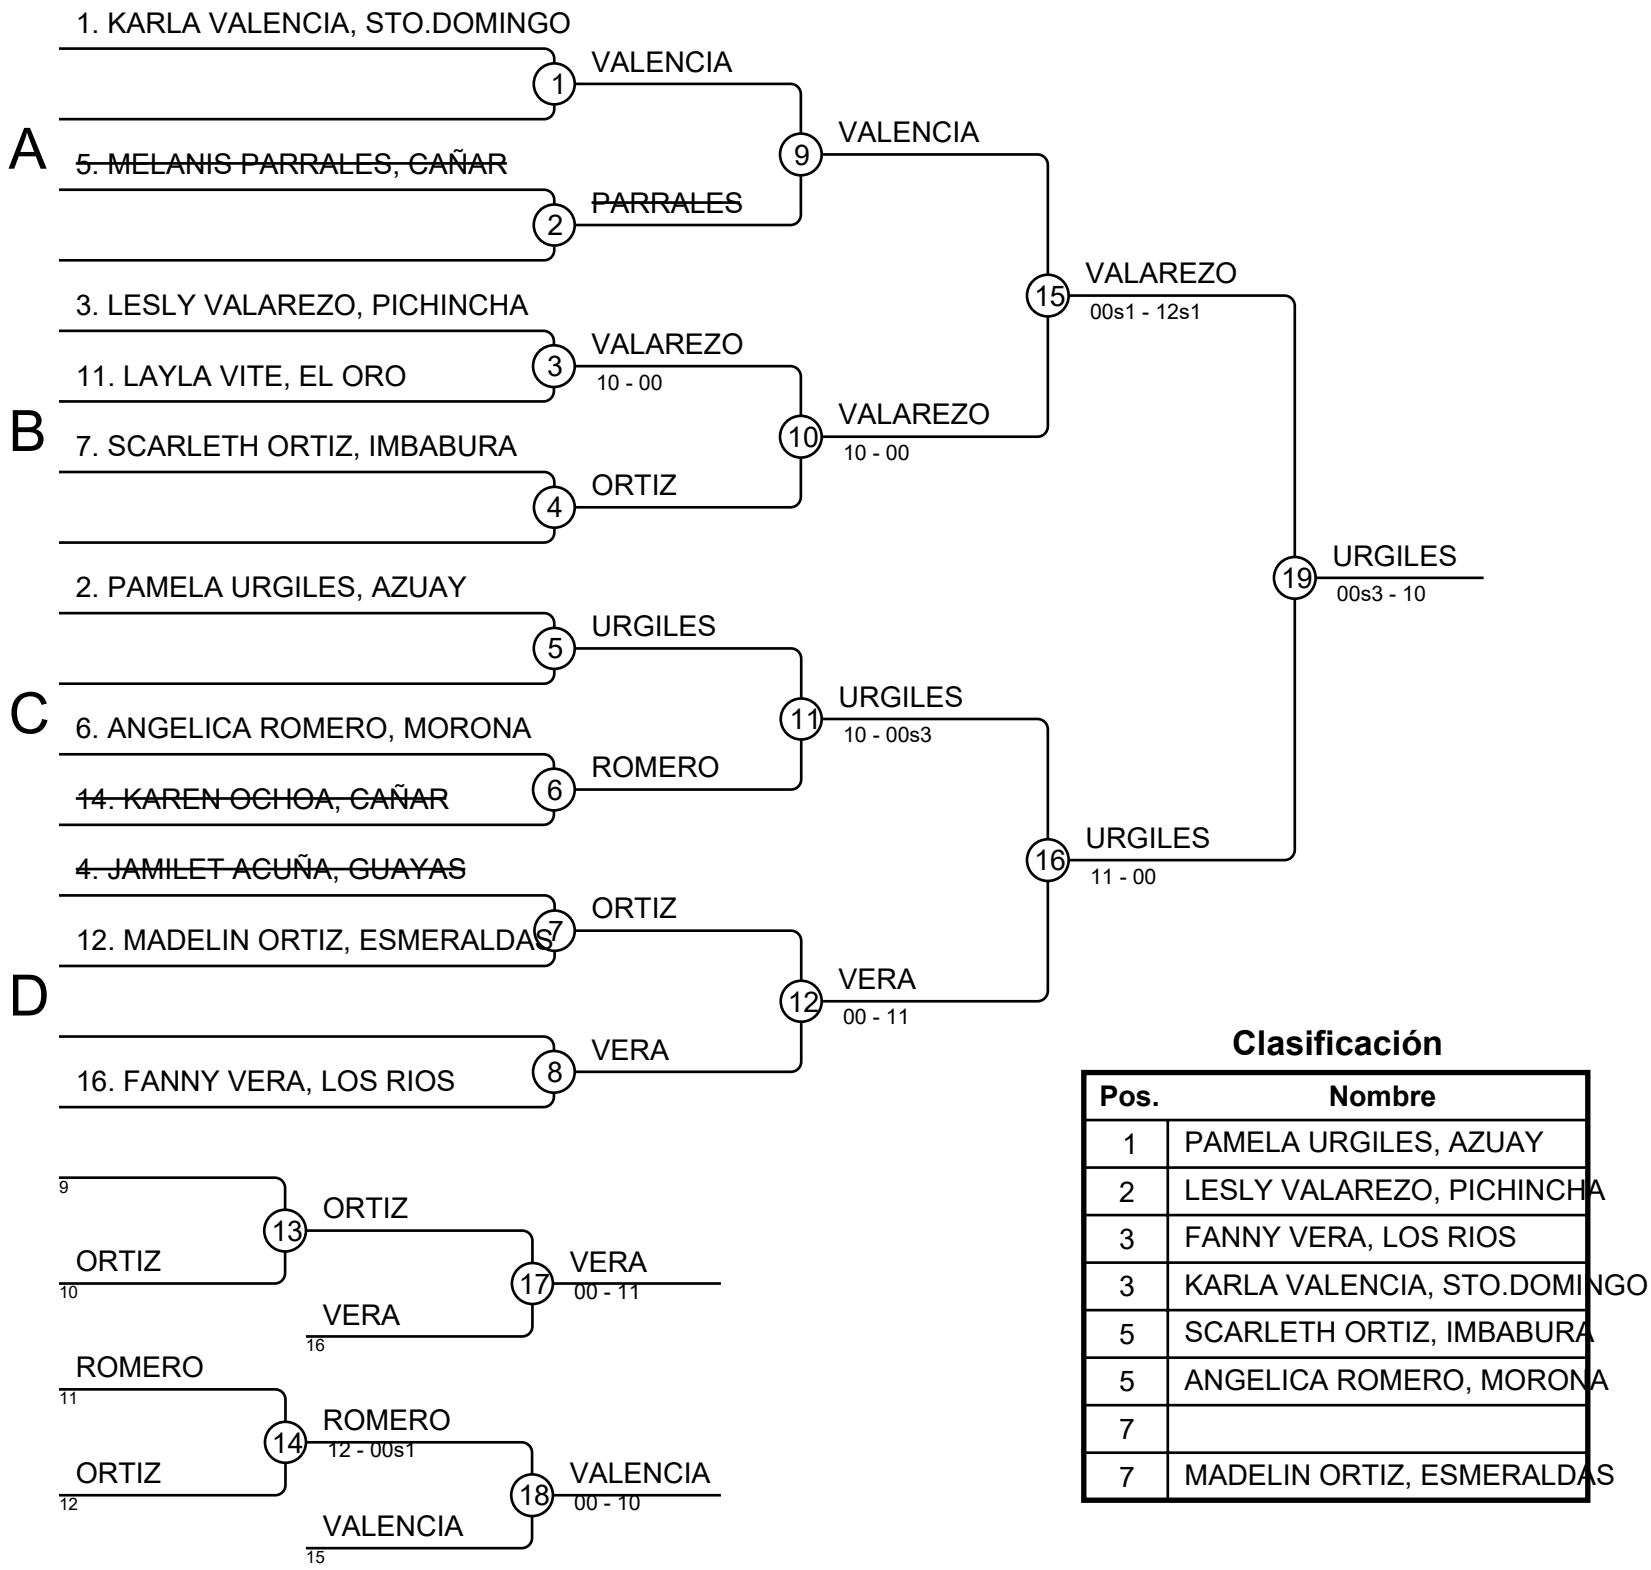 1. KARLA VALENCIA, STO.DOMINGO
VALENCIA
1
VALENCIA
9
A
5. MELANIS PARRALES, CAÑAR
PARRALES
2
3. LESLY VALAREZO, PICHINCHA
VALAREZO
15
00s1 - 12s1
VALAREZO
3
10 - 00
11. LAYLA VITE, EL ORO
B
VALAREZO
10
10 - 00
7. SCARLETH ORTIZ, IMBABURA
ORTIZ
4
URGILES
19
00s3 - 10
2. PAMELA URGILES, AZUAY
URGILES
5
C
URGILES
11
10 - 00s3
6. ANGELICA ROMERO, MORONA
ROMERO
6
14. KAREN OCHOA, CAÑAR
URGILES
16
11 - 00
4. JAMILET ACUÑA, GUAYAS
ORTIZ
7
12. MADELIN ORTIZ, ESMERALDAS
D
VERA
12
00 - 11
VERA
8
16. FANNY VERA, LOS RIOS
9
ORTIZ
13
ORTIZ
10
VERA
17
00 - 11
VERA
16
ROMERO
11
ROMERO
14
12 - 00s1
ORTIZ
12
VALENCIA
18
00 - 10
VALENCIA
15
Clasificación
Pos. Nombre
1 PAMELA URGILES, AZUAY
2 LESLY VALAREZO, PICHINCHA
3 FANNY VERA, LOS RIOS
3 KARLA VALENCIA, STO.DOMINGO
5 SCARLETH ORTIZ, IMBABURA
5 ANGELICA ROMERO, MORONA
7
7 MADELIN ORTIZ, ESMERALDAS